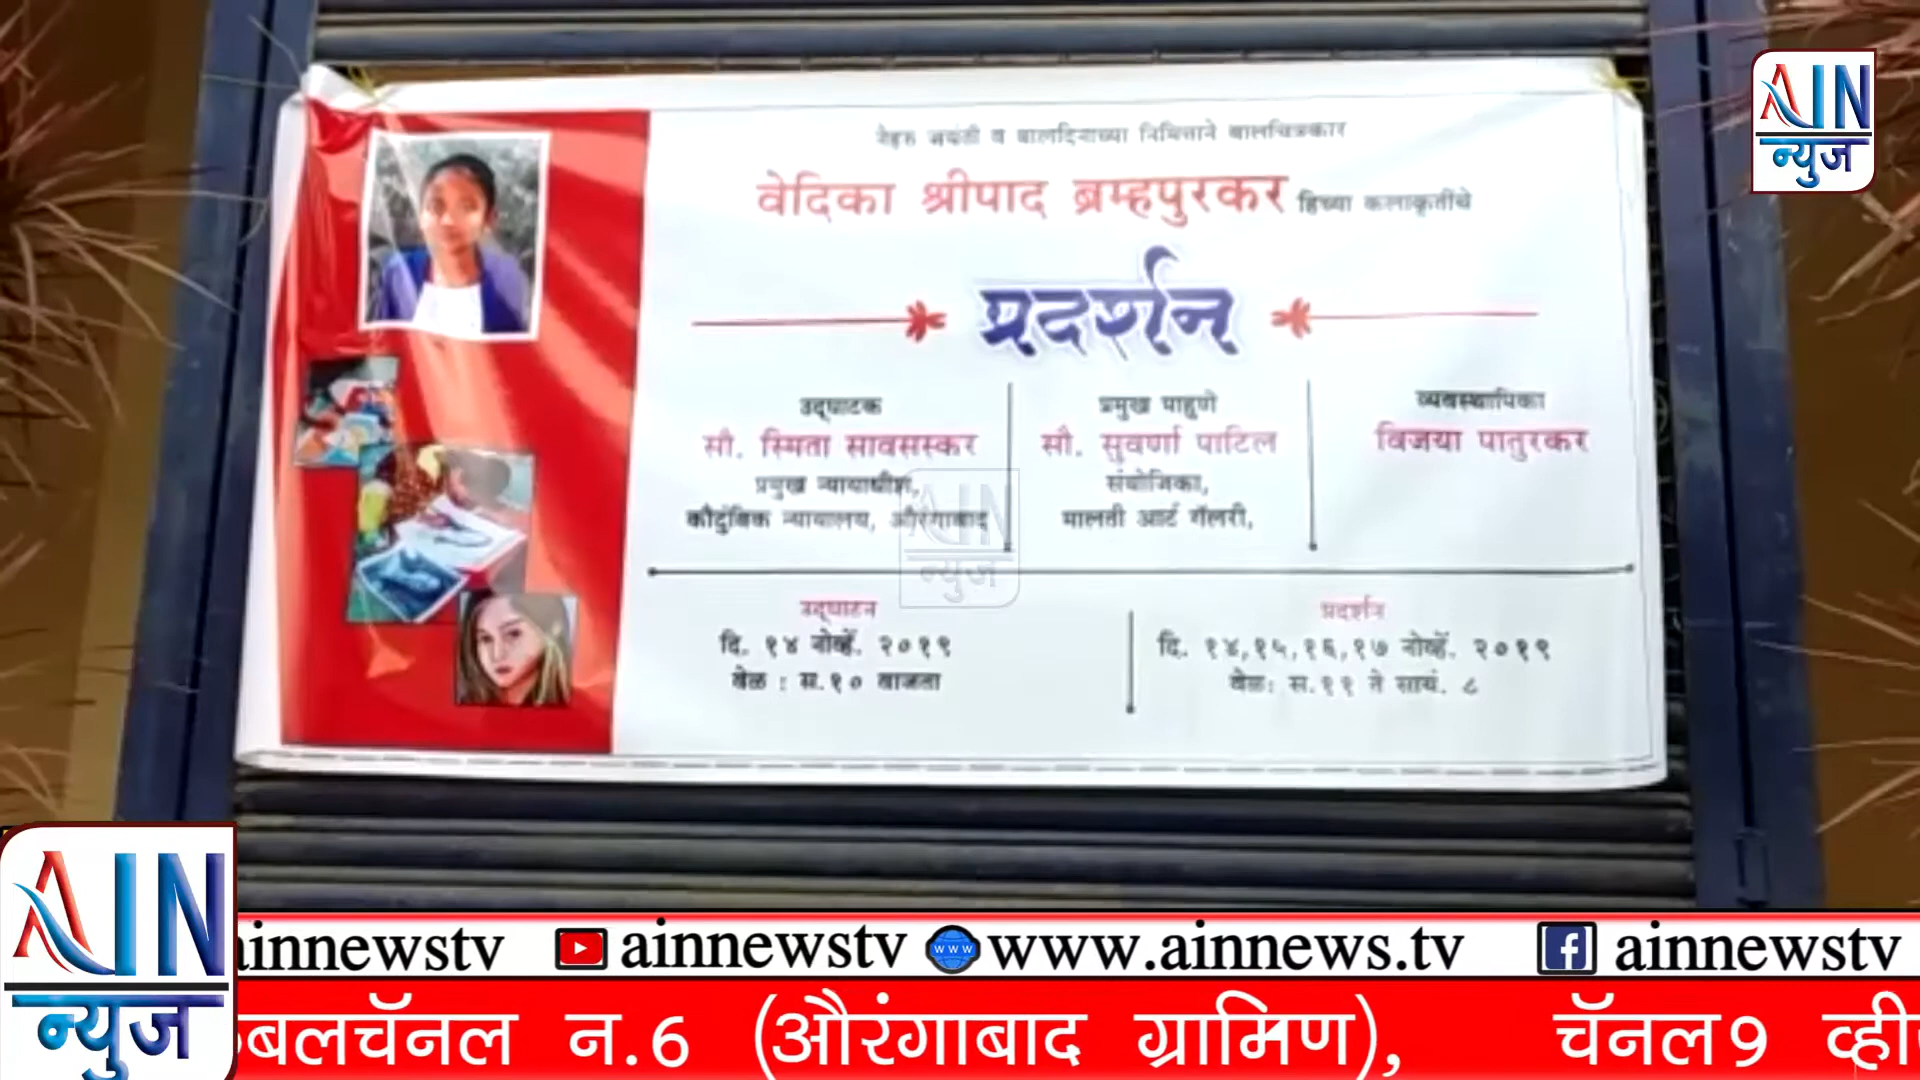 AIN
न्युज
नेहरु जयंती व बालदिनाच्या निमित्ताने बालचित्रकार
वेदिका श्रीपाद ब्रम्हपुरकर हिच्या कलाकृतींचे
प्रदर्शन
उद्‌घाटक
सौ. स्मिता सावसस्कर
प्रमुख न्यायाधीश,
कौटुंबिक न्यायालय, औरंगाबाद
प्रमुख पाहुणे
सौ. सुवर्णा पाटिल
संयोजिका,
मालती आर्ट गॅलरी,
व्यवस्थापिका
विजया पातुरकर
AIN
न्युज
उद्‌घाटन
दि. १४ नोव्हें. २०१९
वेळ : स.१० वाजता
प्रदर्शन
दि. १४,१५,१६,१७ नोव्हें. २०१९
वेळ: स.११ ते सायं. ८
AIN
न्युज
ainnewstv ainnewstv www.ainnews.tv ainnewstv
केबलचॅनल न.6 (औरंगाबाद ग्रामिण), चॅनल9